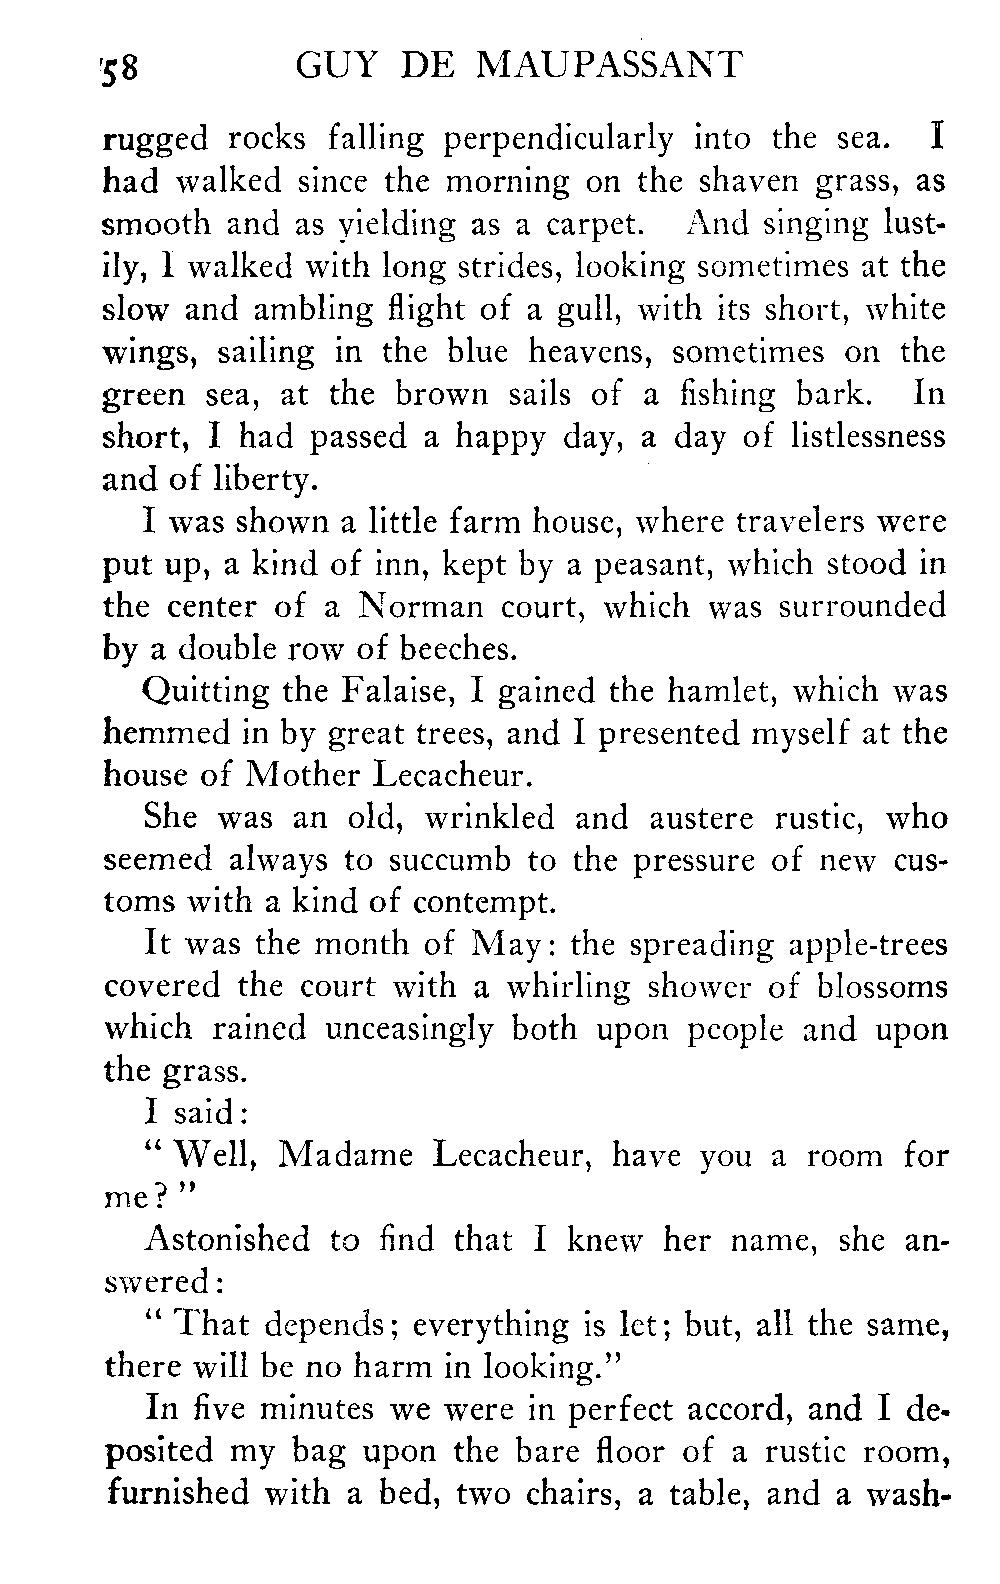 58 GUY DE MAUPASSANT
rugged rocks falling perpendicularly into the sea. I
had walked since the morning on the shaven grass, as
smooth and as yielding as a carpet. And singing lust-
ily, I walked with long strides, looking sometimes at the
slow and ambling flight of a gull, with its short, white
wings, sailing in the blue heavens, sometimes on the
green sea, at the brown sails of a fishing bark. In
short, I had passed a happy day, a day of listlessness
and of liberty.
I was shown a little farm house, where travelers were
put up, a kind of inn, kept by a peasant, which stood in
the center of a Norman court, which was surrounded
by a double row of beeches.
Quitting the Falaise, I gained the hamlet, which was
hemmed in by great trees, and I presented myself at the
house of Mother Lecacheur.
She was an old, wrinkled and austere rustic, who
seemed always to succumb to the pressure of new cus-
toms with a kind of contempt.
It was the month of May: the spreading apple-trees
covered the court with a whirling shower of blossoms
which rained unceasingly both upon people and upon
the grass.
I said:
" Well, Madame Lecacheur, have you a room for
me? "
Astonished to find that I knew her name, she an-
swered:
" That depends; everything is let; but, all the same,
there will be no harm in looking."
In five minutes we were in perfect accord, and I de-
posited my bag upon the bare floor of a rustic room,
furnished with a bed, two chairs, a table, and a wash-